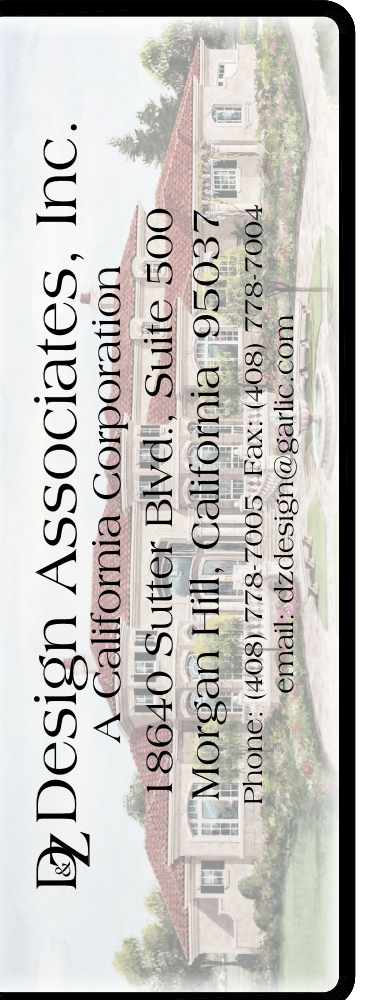 D&Z Design Associates, Inc.
A California Corporation
18640 Sutter Blvd., Suite 500
Morgan Hill, California 95037
Phone: (408) 778-7005 Fax: (408) 778-7004
email: dzdesign@garlic.com